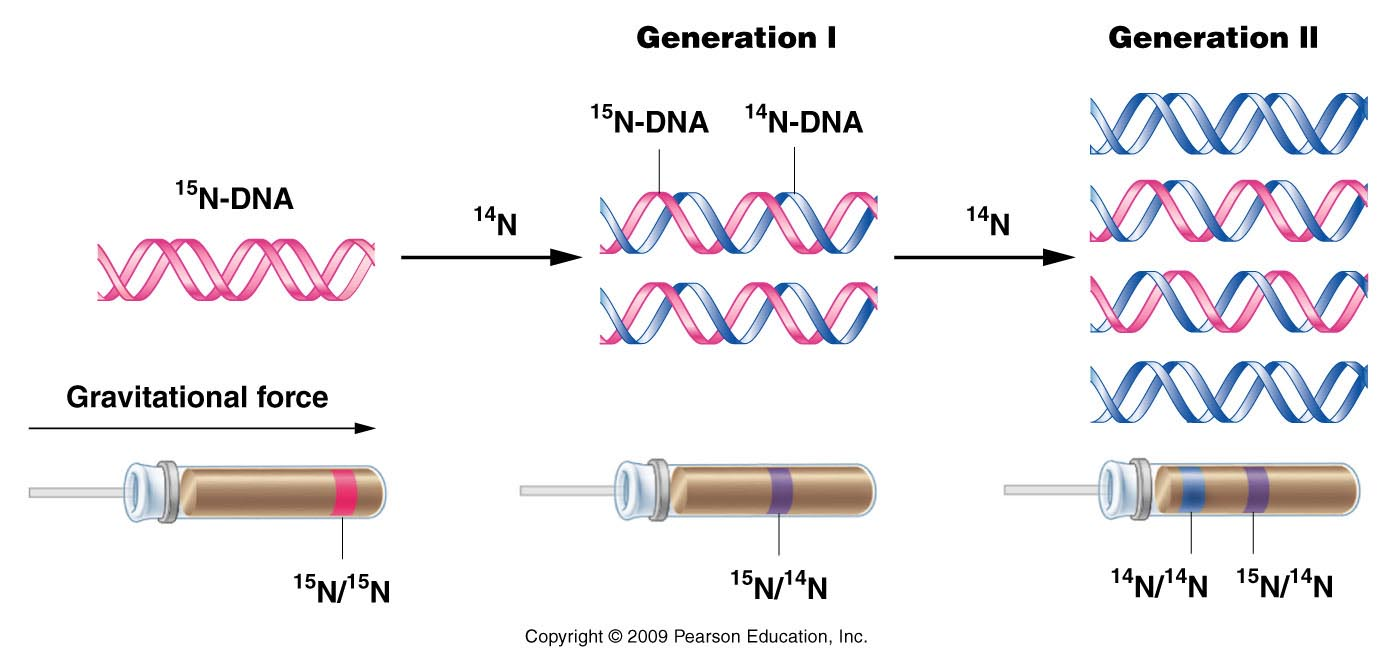 Generation I
Generation II
¹⁵N-DNA
¹⁴N-DNA
¹⁵N-DNA
¹⁴N
¹⁴N
Gravitational force
¹⁵N/¹⁵N
¹⁵N/¹⁴N
¹⁴N/¹⁴N
¹⁵N/¹⁴N
Copyright © 2009 Pearson Education, Inc.